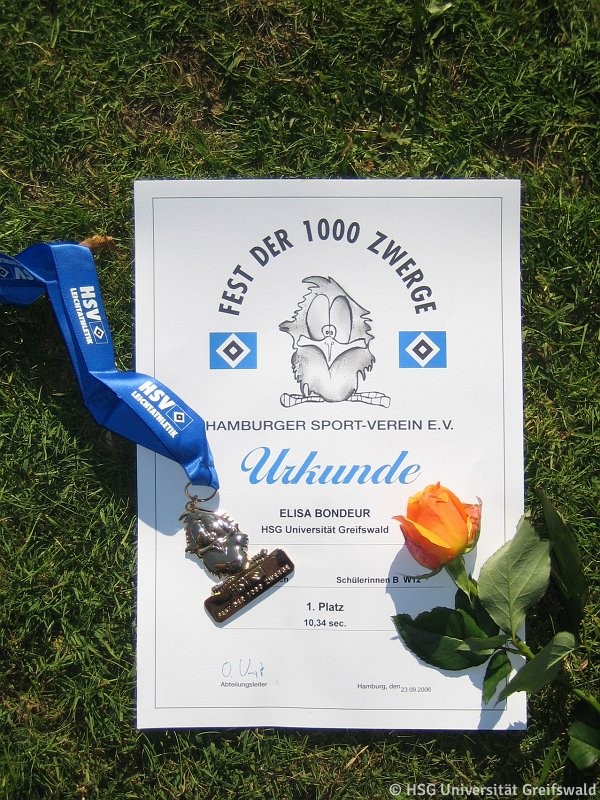 FEST DER 1000 ZWERGE
HAMBURGER SPORT-VEREIN E.V.
Urkunde
ELISA BONDEUR
HSG Universität Greifswald
Schülerinnen B W12
1. Platz
10,34 sec.
Abteilungsleiter
Hamburg, den 23.09.2006
HSV
LEICHTATHLETIK
HSV
LEICHTATHLETIK
HSV
© HSG Universität Greifswald